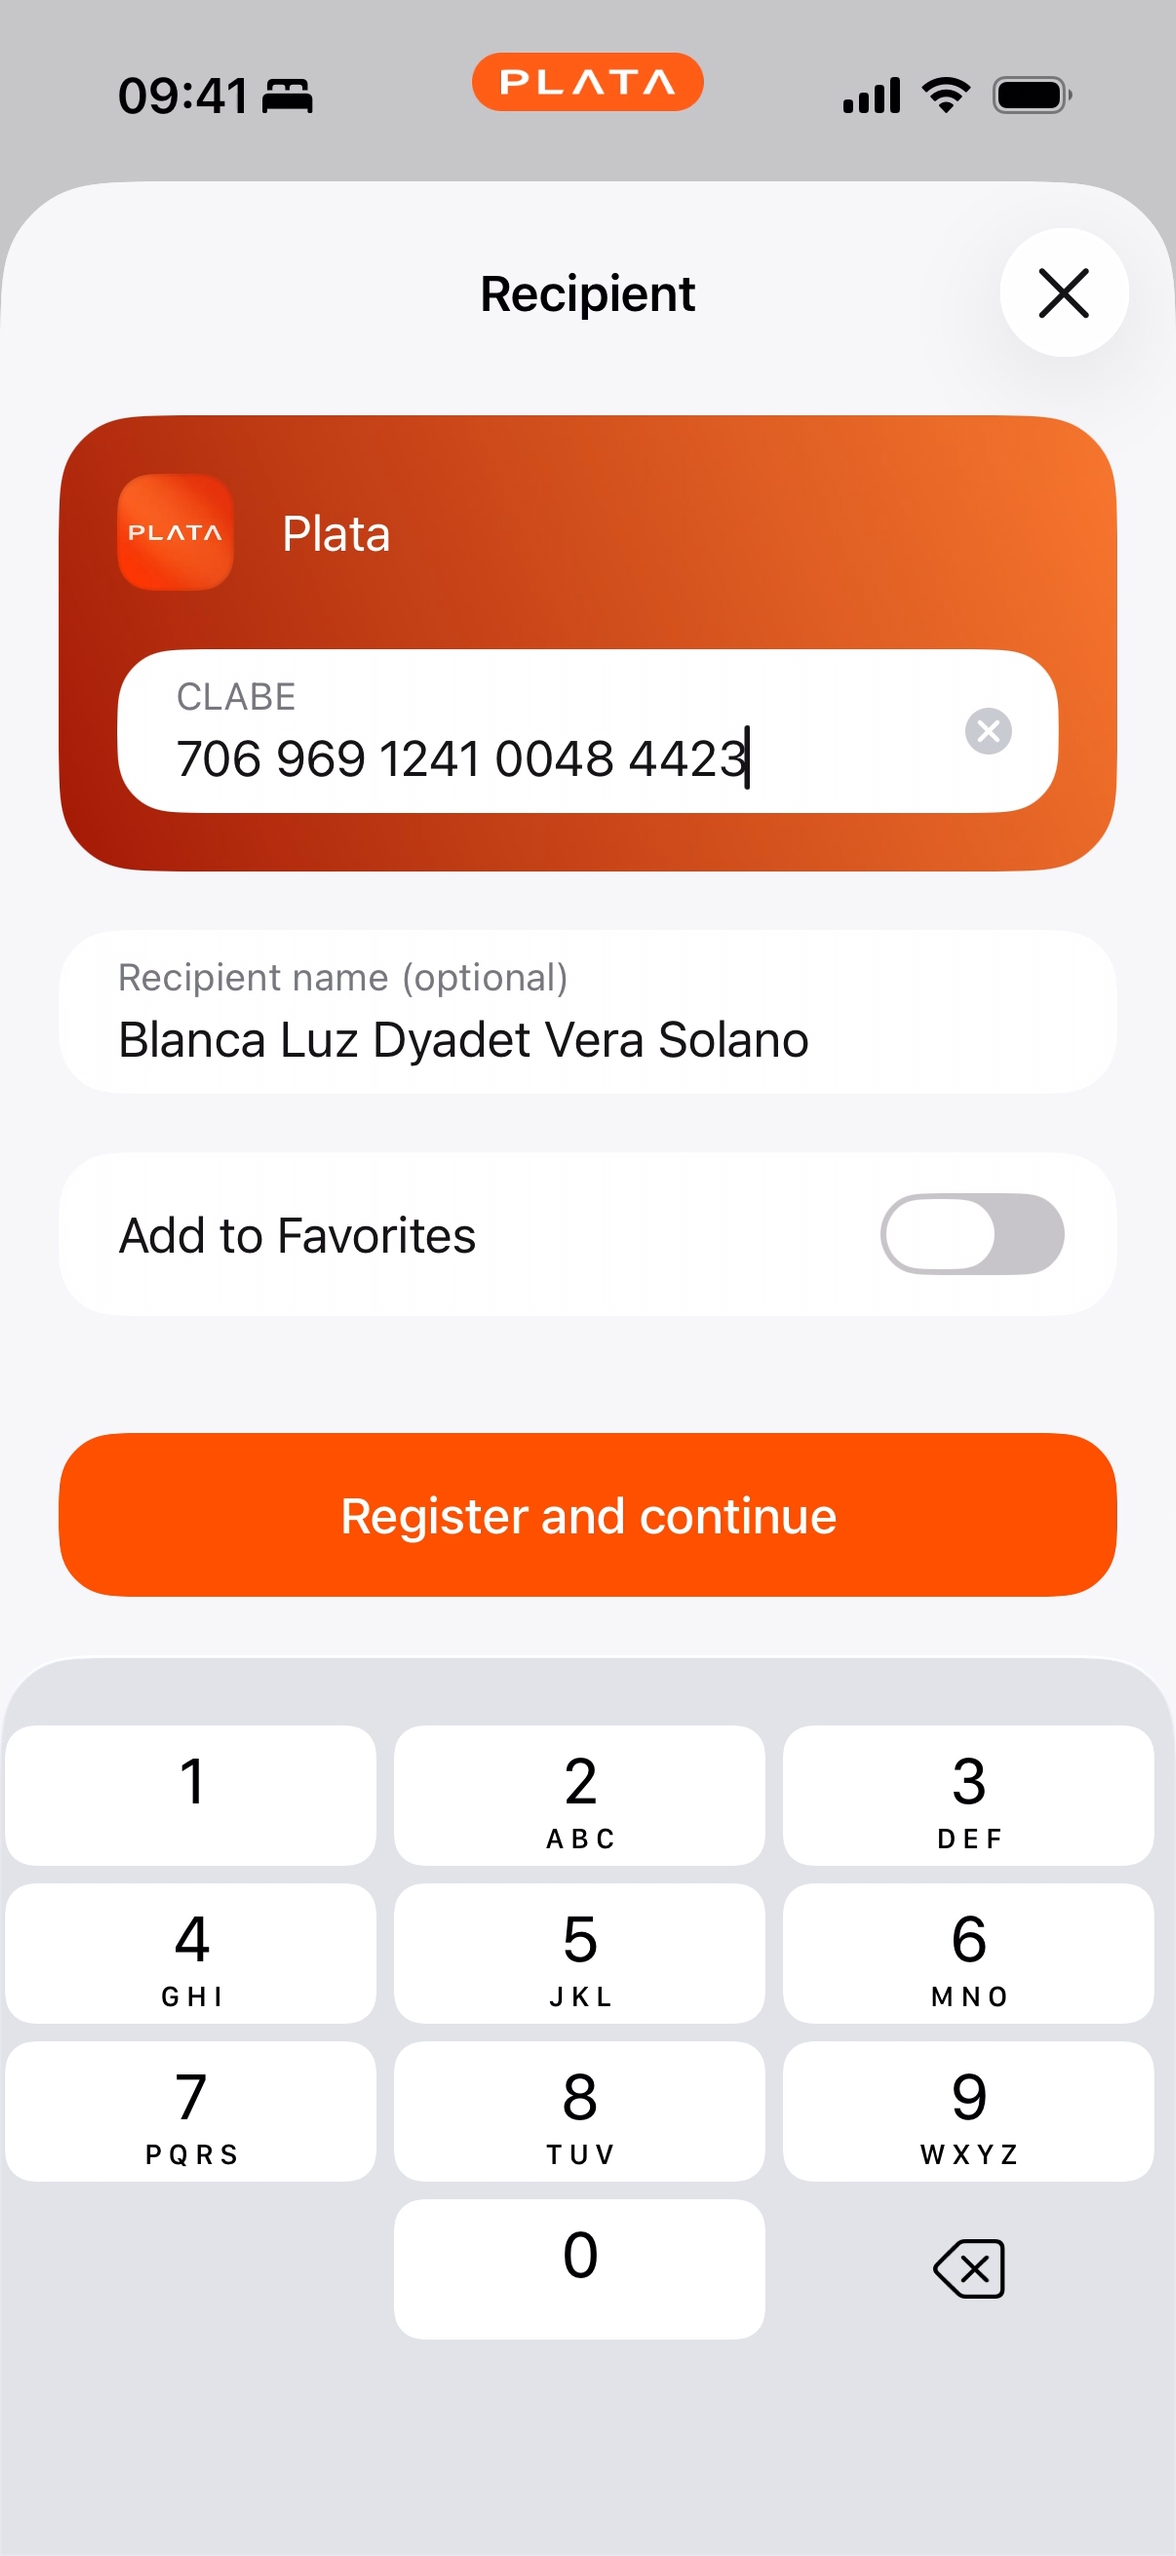 09:41
PLATA
Recipient
PLATA
Plata
CLABE
706 969 1241 0048 4423
Recipient name (optional)
Blanca Luz Dyadet Vera Solano
Add to Favorites
Register and continue
1
2
ABC
3
DEF
4
GHI
5
JKL
6
MNO
7
PQRS
8
TUV
9
WXYZ
0